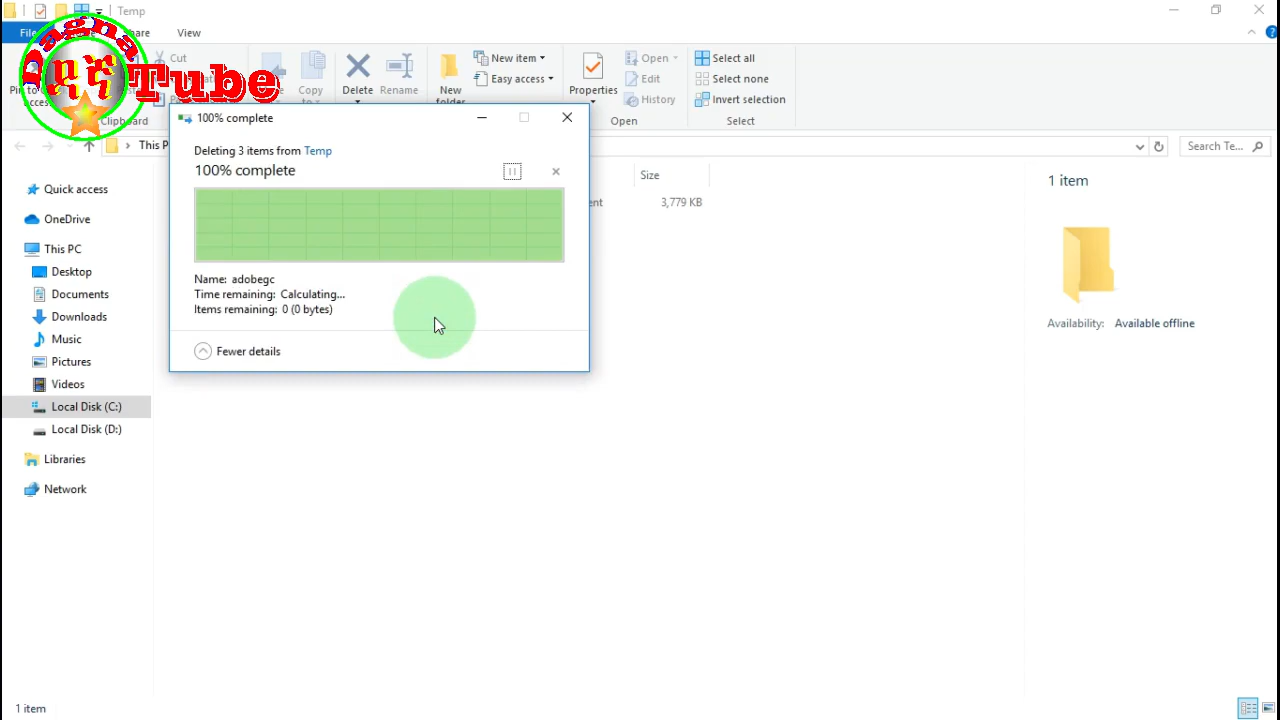 Temp
File
Share
View
Dagna
Tube
Cut
Copy
Delete
Rename
New
folder
New item
Easy access
Properties
Open
Edit
History
Select all
Select none
Invert selection
Clipboard
Open
Select
This P
Search Te...
100% complete
Deleting 3 items from Temp
100% complete
Name: adobegc
Time remaining: Calculating...
Items remaining: 0 (0 bytes)
Fewer details
Size
ent
3,779 KB
Quick access
OneDrive
This PC
Desktop
Documents
Downloads
Music
Pictures
Videos
Local Disk (C:)
Local Disk (D:)
Libraries
Network
1 item
Availability: Available offline
1 item